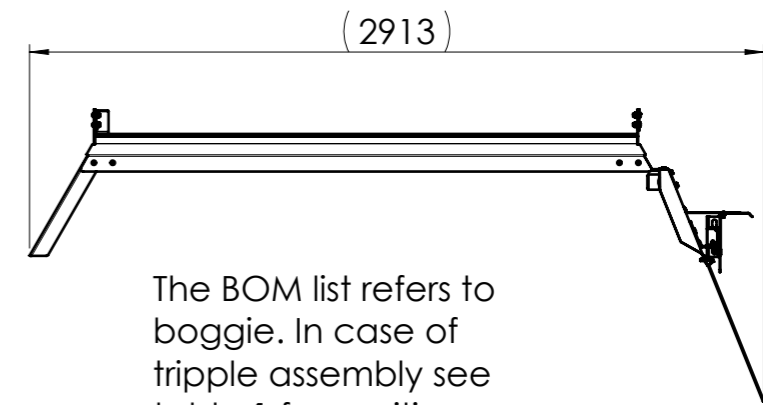 (2913)
The BOM list refers to
boggie. In case of
tripple assembly see